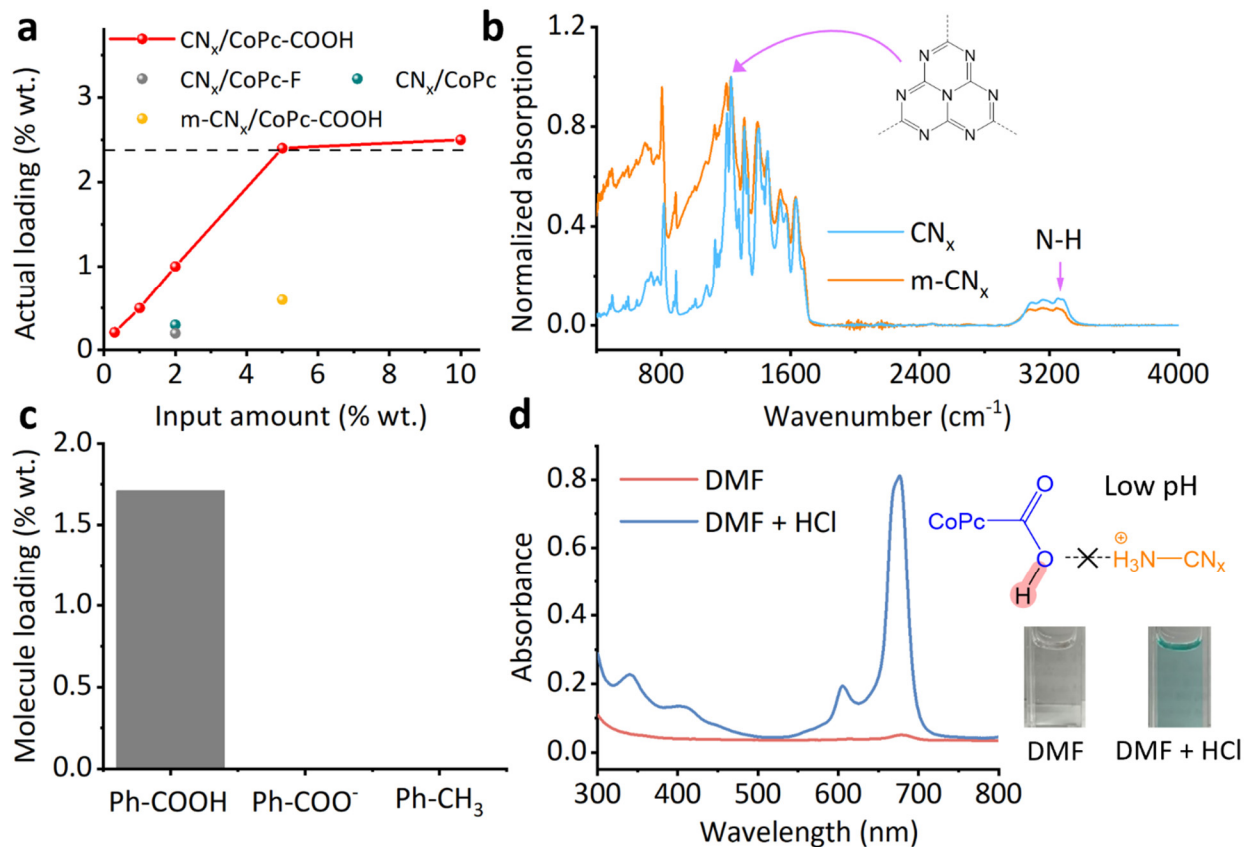 a
CNₓ/CoPc-COOH
CNₓ/CoPc-F
CNₓ/CoPc
m-CNₓ/CoPc-COOH
3
2
1
0
0 2 4 6 8 10
Actual loading (% wt.)
Input amount (% wt.)
b
1.2
0.8
0.4
0.0
N N N
N N N N
CNₓ
m-CNₓ
N-H
800 1600 2400 3200 4000
Normalized absorption
Wavenumber (cm⁻¹)
c
2.0
1.5
1.0
0.5
0.0
Molecule loading (% wt.)
Ph-COOH Ph-COO⁻ Ph-CH₃
d
DMF
DMF + HCl
0.8
0.6
0.4
0.2
0.0
300 400 500 600 700 800
Absorbance
Wavelength (nm)
Low pH
O
CoPc
O
H
⊕
H₃N—CNₓ
DMF
DMF + HCl